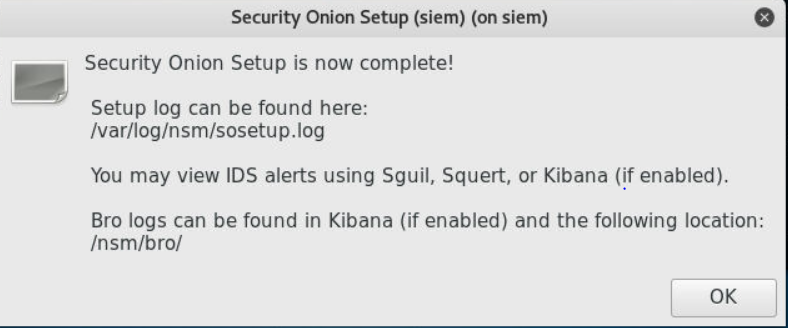 Security Onion Setup (siem) (on siem)
Security Onion Setup is now complete!
Setup log can be found here:
/var/log/nsm/sosetup.log
You may view IDS alerts using Sguil, Squert, or Kibana (if enabled).
Bro logs can be found in Kibana (if enabled) and the following location:
/nsm/bro/
OK